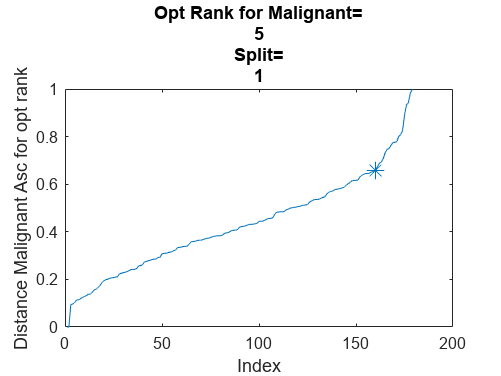 Opt Rank for Malignant=
5
Split=
1
Distance Malignant Asc for opt rank
1
0.8
0.6
0.4
0.2
0
0 50 100 150 200
Index